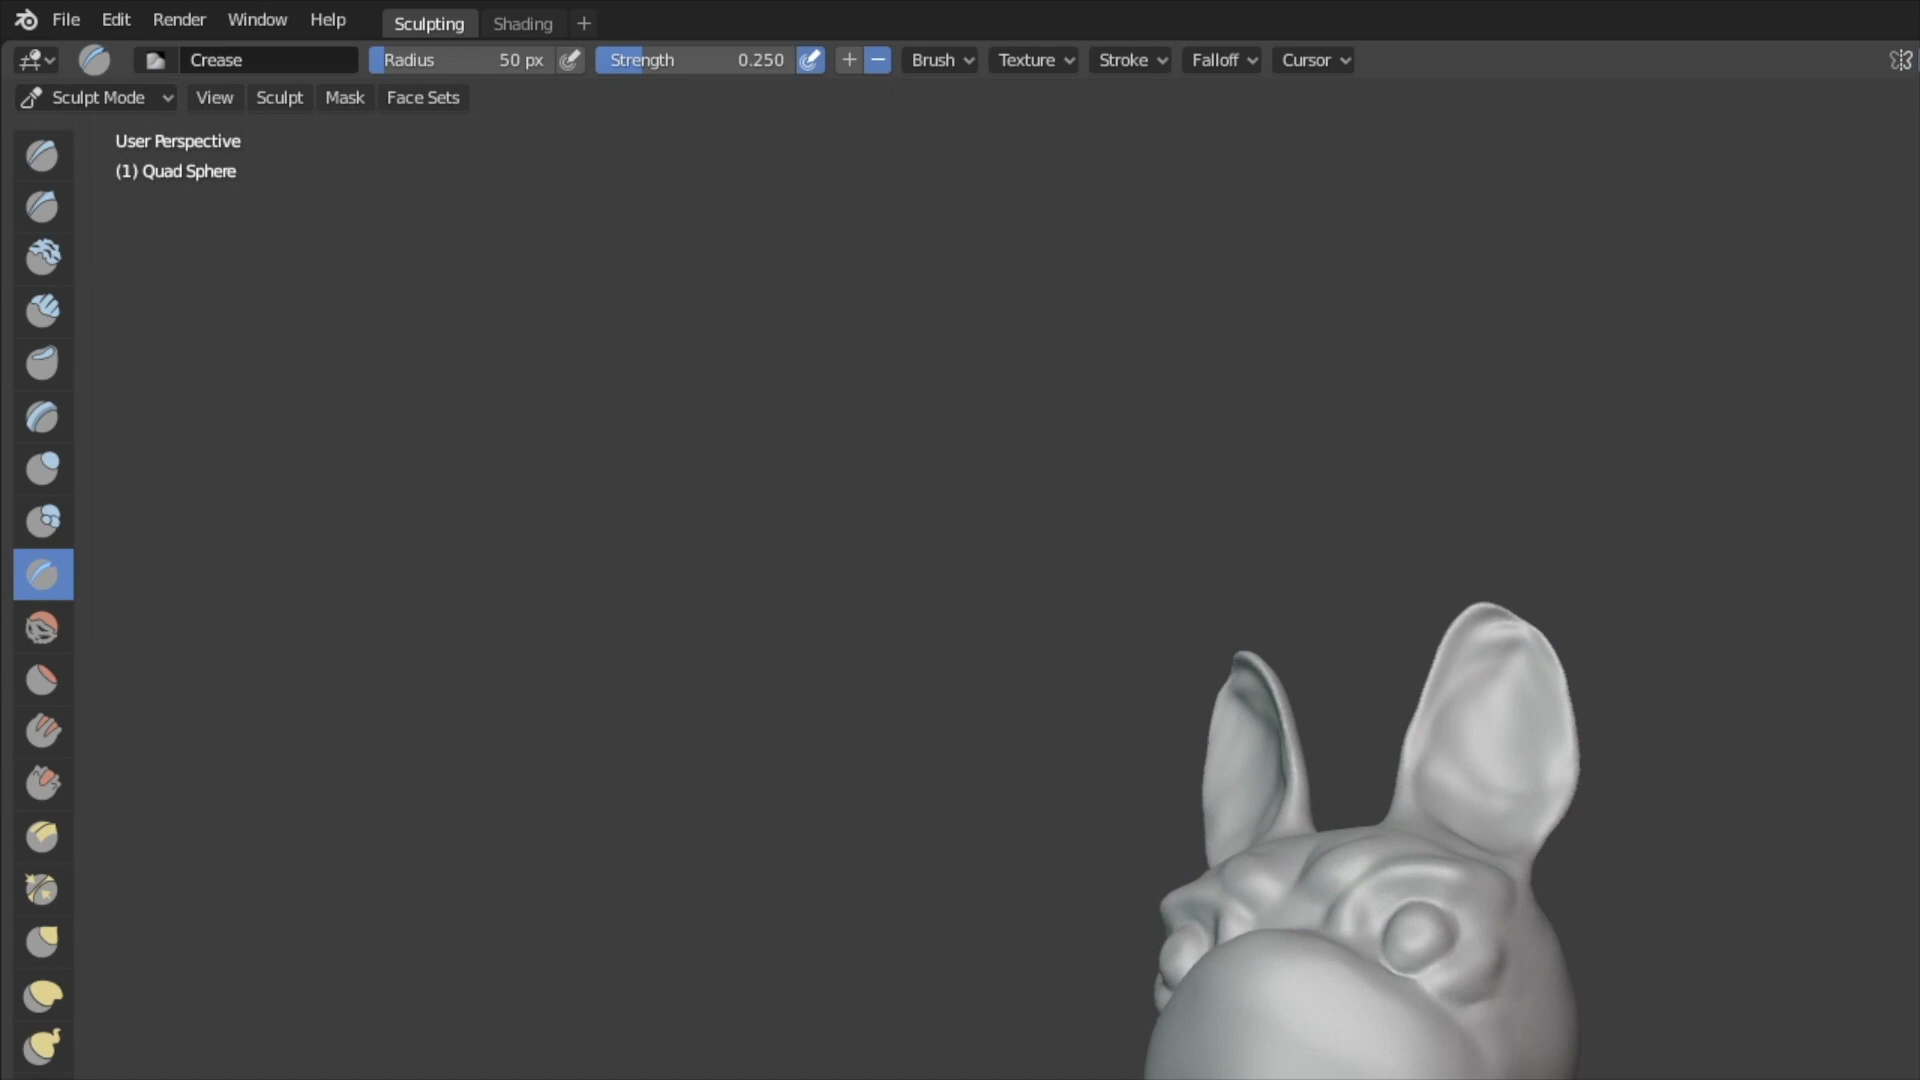 File Edit Render Window Help Sculpting Shading +
Crease Radius 50 px Strength 0.250 + − Brush Texture Stroke Falloff Cursor
Sculpt Mode View Sculpt Mask Face Sets
User Perspective
(1) Quad Sphere